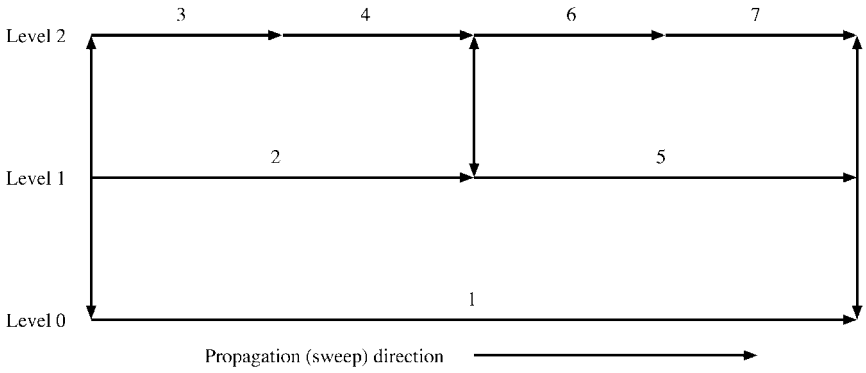 3 4 6 7
Level 2
2 5
Level 1
1
Level 0
Propagation (sweep) direction